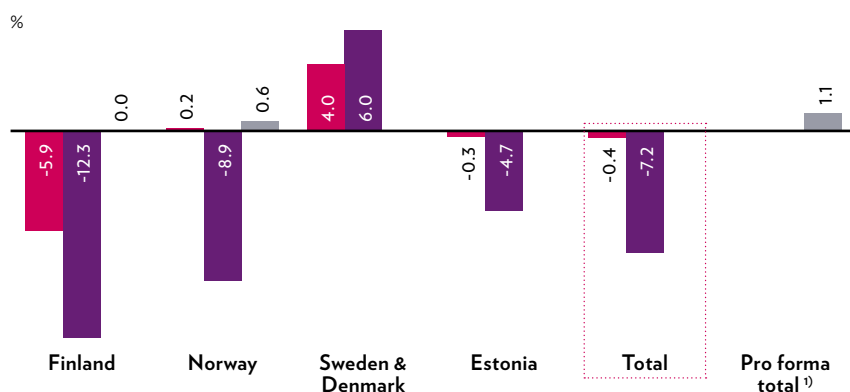 %
-5.9
-12.3
0.0
0.2
-8.9
0.6
4.0
6.0
-0.3
-4.7
-0.4
-7.2
1.1
Finland
Norway
Sweden &
Denmark
Estonia
Total
Pro forma
total 1)